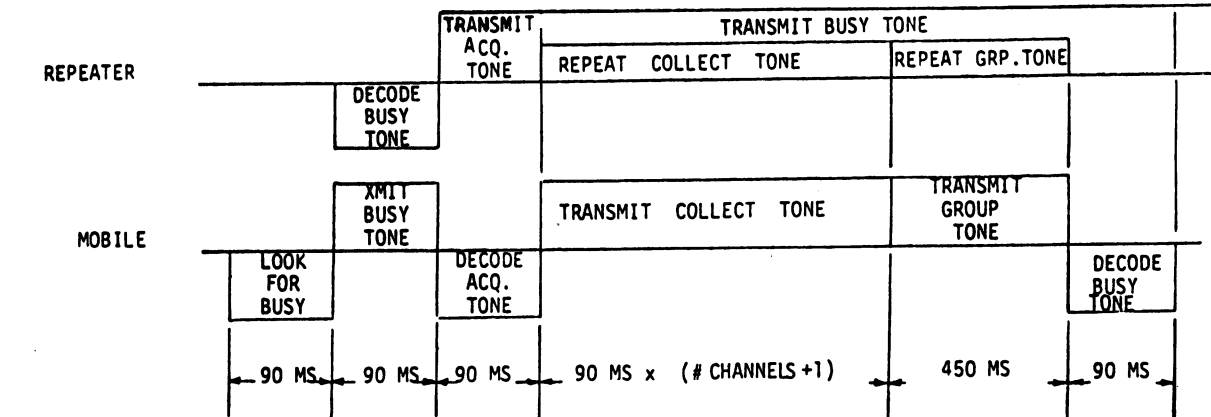 TRANSMIT
ACQ.
TONE
TRANSMIT BUSY TONE
REPEAT COLLECT TONE
REPEAT GRP.TONE
REPEATER
DECODE
BUSY
TONE
XMIT
BUSY
TONE
TRANSMIT COLLECT TONE
TRANSMIT
GROUP
TONE
MOBILE
LOOK
FOR
BUSY
DECODE
ACQ.
TONE
DECODE
BUSY
TONE
90 MS
90 MS
90 MS
90 MS x (# CHANNELS +1)
450 MS
90 MS